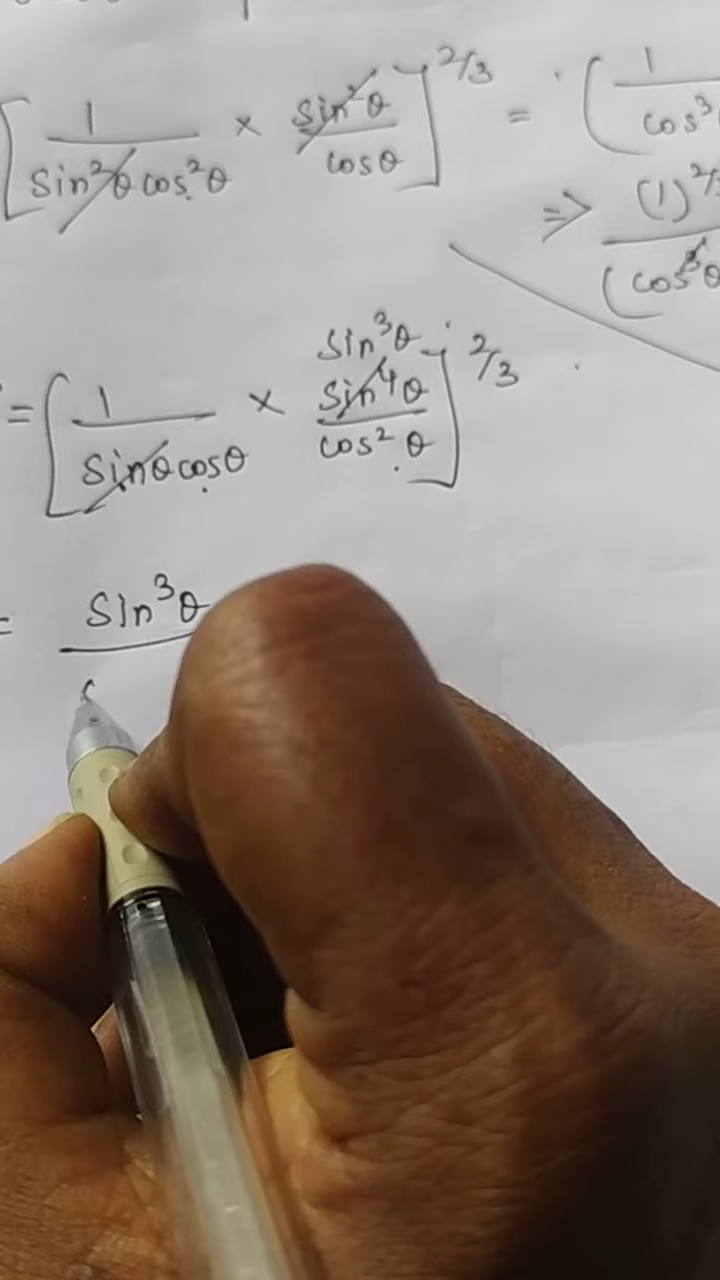 [1/(sin²θ cos²θ) × sin²θ/cosθ]^2/3 = (1/cos³
⇒ (1)^2/ / (cos³θ
sin³θ
= [1/(sinθ cosθ) × sin⁴θ/cos²θ]^2/3
= sin³θ